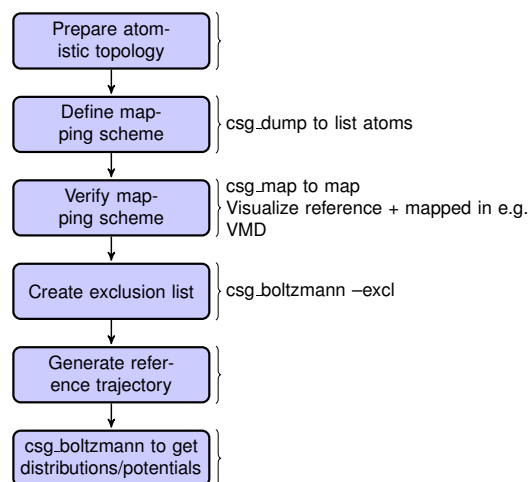 Prepare atom-
istic topology
Define map-
ping scheme
csg_dump to list atoms
Verify map-
ping scheme
csg_map to map
Visualize reference + mapped in e.g.
VMD
Create exclusion list
csg_boltzmann –excl
Generate refer-
ence trajectory
csg_boltzmann to get
distributions/potentials